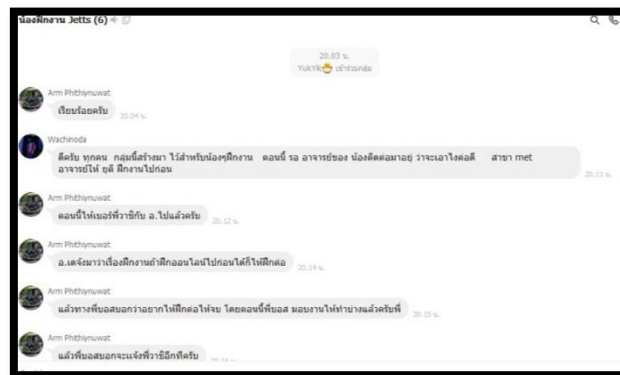 น้องฝึกงาน Jetts (6)
20.03 น.
YukYik เข้าร่วมกลุ่ม
Arm Phithiynuwat
เรียบร้อยครับ
20.04 น.
Wachinoda
ดีครับ ทุกคน กลุ่มนี้สร้างมา ไว้สำหรับน้องๆฝึกงาน ตอนนี้ รอ อาจารย์ของ น้องติดต่อมาอยู่ ว่าจะเอาไงต่อดี สาขา met
อาจารย์ให้ ยุติ ฝึกงานไปก่อน
20.11 น.
Arm Phithiynuwat
ตอนนี้ให้เบอร์พี่วาชิกับ อ.ไปแล้วครับ
20.12 น.
Arm Phithiynuwat
อ.เดจังมาว่าเรื่องฝึกงานถ้าฝึกออนไลน์ไปก่อนได้ก็ให้ฝึกต่อ
20.14 น.
Arm Phithiynuwat
แล้วทางพี่บอสบอกว่าอยากให้ฝึกต่อให้จบ โดยตอนนี้พี่บอส มอบงานให้ทำบ้างแล้วครับพี่
20.15 น.
Arm Phithiynuwat
แล้วพี่บอสบอกจะแจ้งพี่วาชิอีกทีครับ